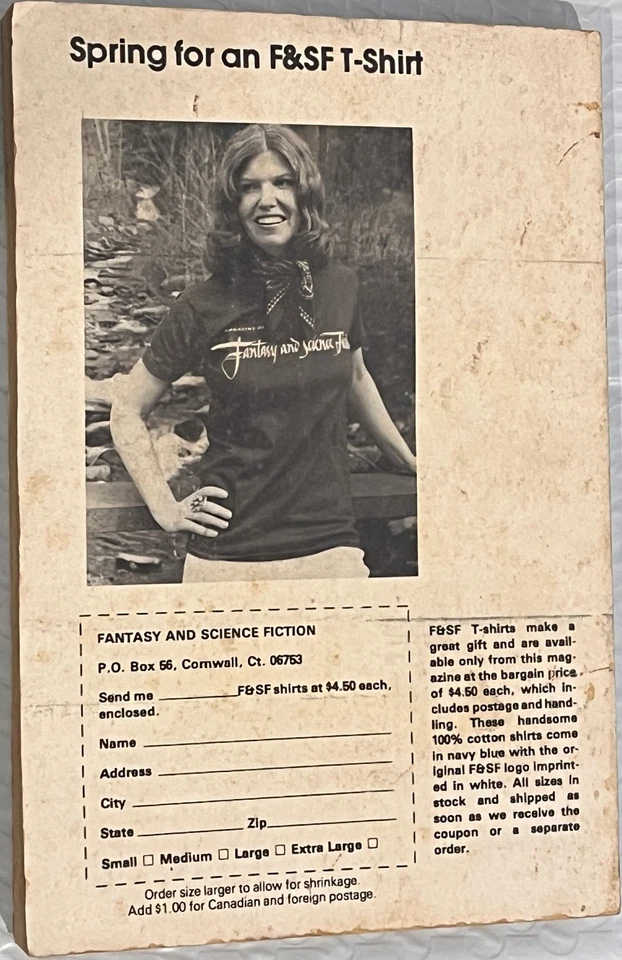 Spring for an F&SF T-Shirt
Fantasy and Science Fi
FANTASY AND SCIENCE FICTION
P.O. Box 56, Cornwall, Ct. 06753
Send me __________F&SF shirts at $4.50 each,
enclosed.
Name
Address
City
State __________ Zip__________
Small ☐ Medium ☐ Large ☐ Extra Large ☐
Order size larger to allow for shrinkage.
Add $1.00 for Canadian and foreign postage.
F&SF T-shirts make a
great gift and are avail-
able only from this mag-
azine at the bargain price
of $4.50 each, which in-
cludes postage and hand-
ling. These handsome
100% cotton shirts come
in navy blue with the or-
iginal F&SF logo imprint-
ed in white. All sizes in
stock and shipped as
soon as we receive the
coupon or a separate
order.